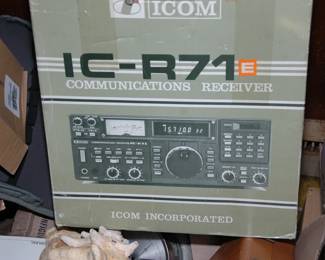 ICOM
IC-R71E
COMMUNICATIONS RECEIVER
ICOM INCORPORATED